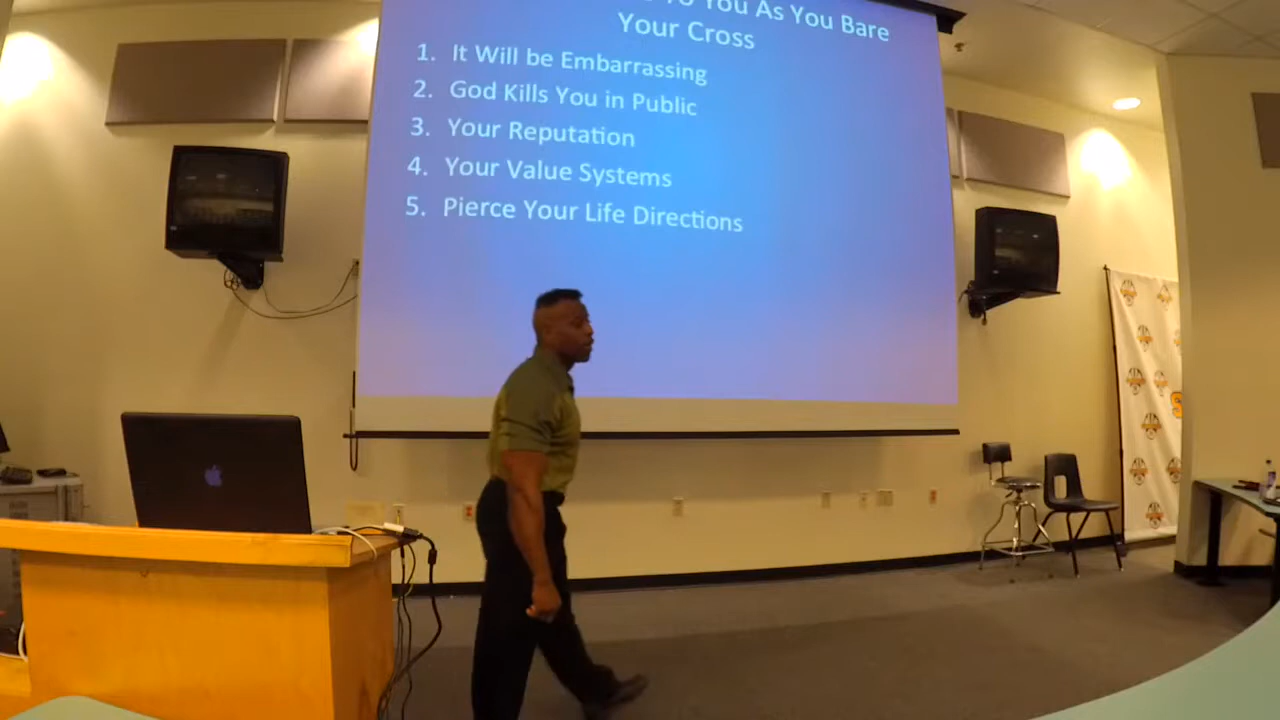 To You As You Bare
Your Cross
1. It Will be Embarrassing
2. God Kills You in Public
3. Your Reputation
4. Your Value Systems
5. Pierce Your Life Directions